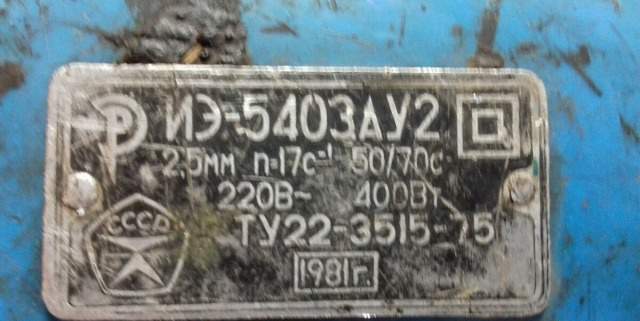 ИЭ-5403АУ2
2,5мм n=17с⁻¹ 50/70с
220В~ 400Вт
СССР
ТУ22-3515-75
1981г.